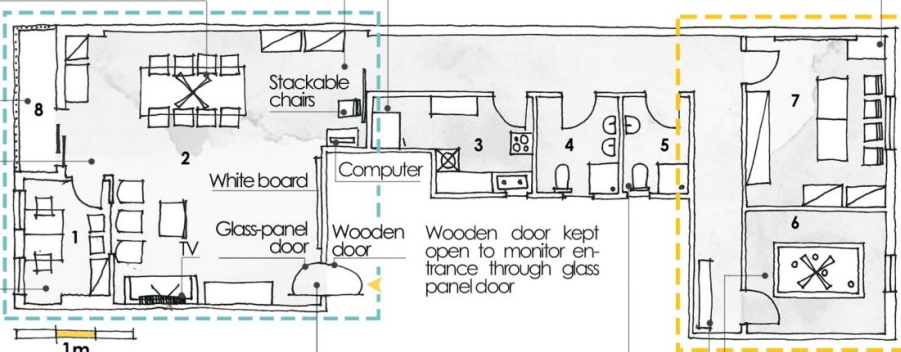 8
2
Stackable
chairs
3
4
5
7
6
1
White board
Computer
Glass-panel
door
Wooden
door
TV
Wooden door kept
open to monitor en-
trance through glass
panel door
1m